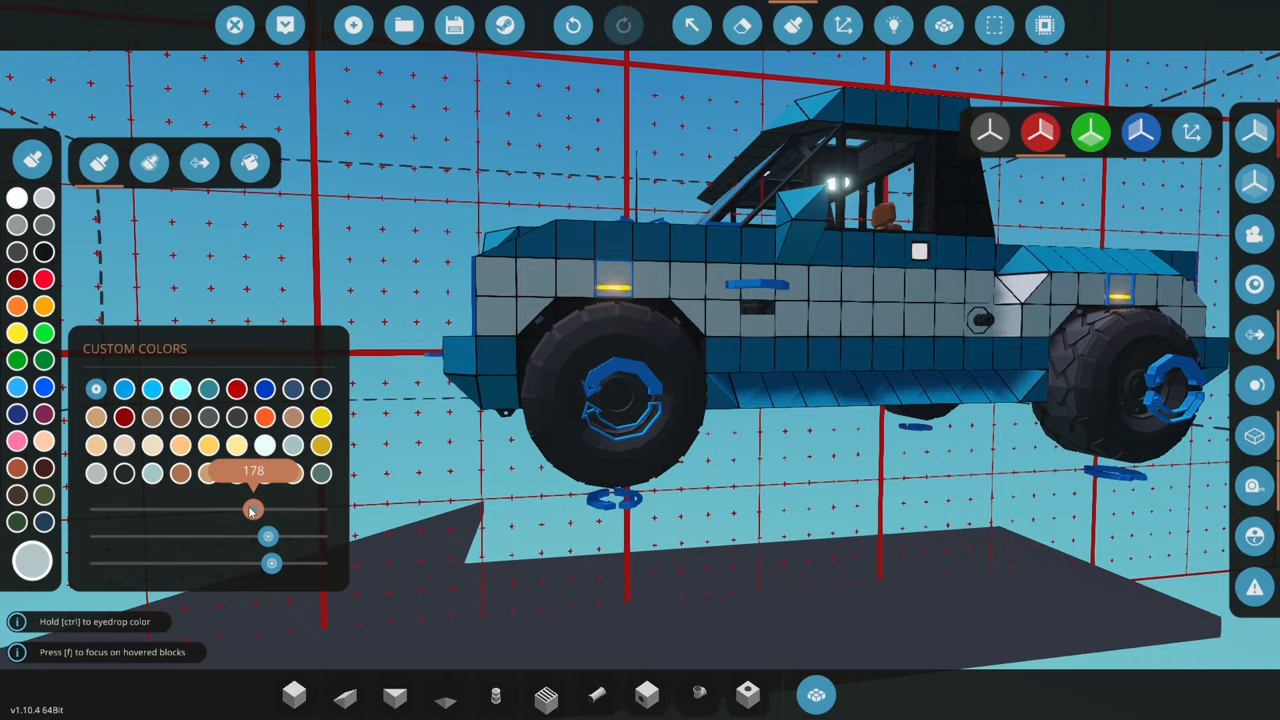 CUSTOM COLORS
178
Hold [ctrl] to eyedrop color
Press [f] to focus on hovered blocks
v1.10.4 64Bit